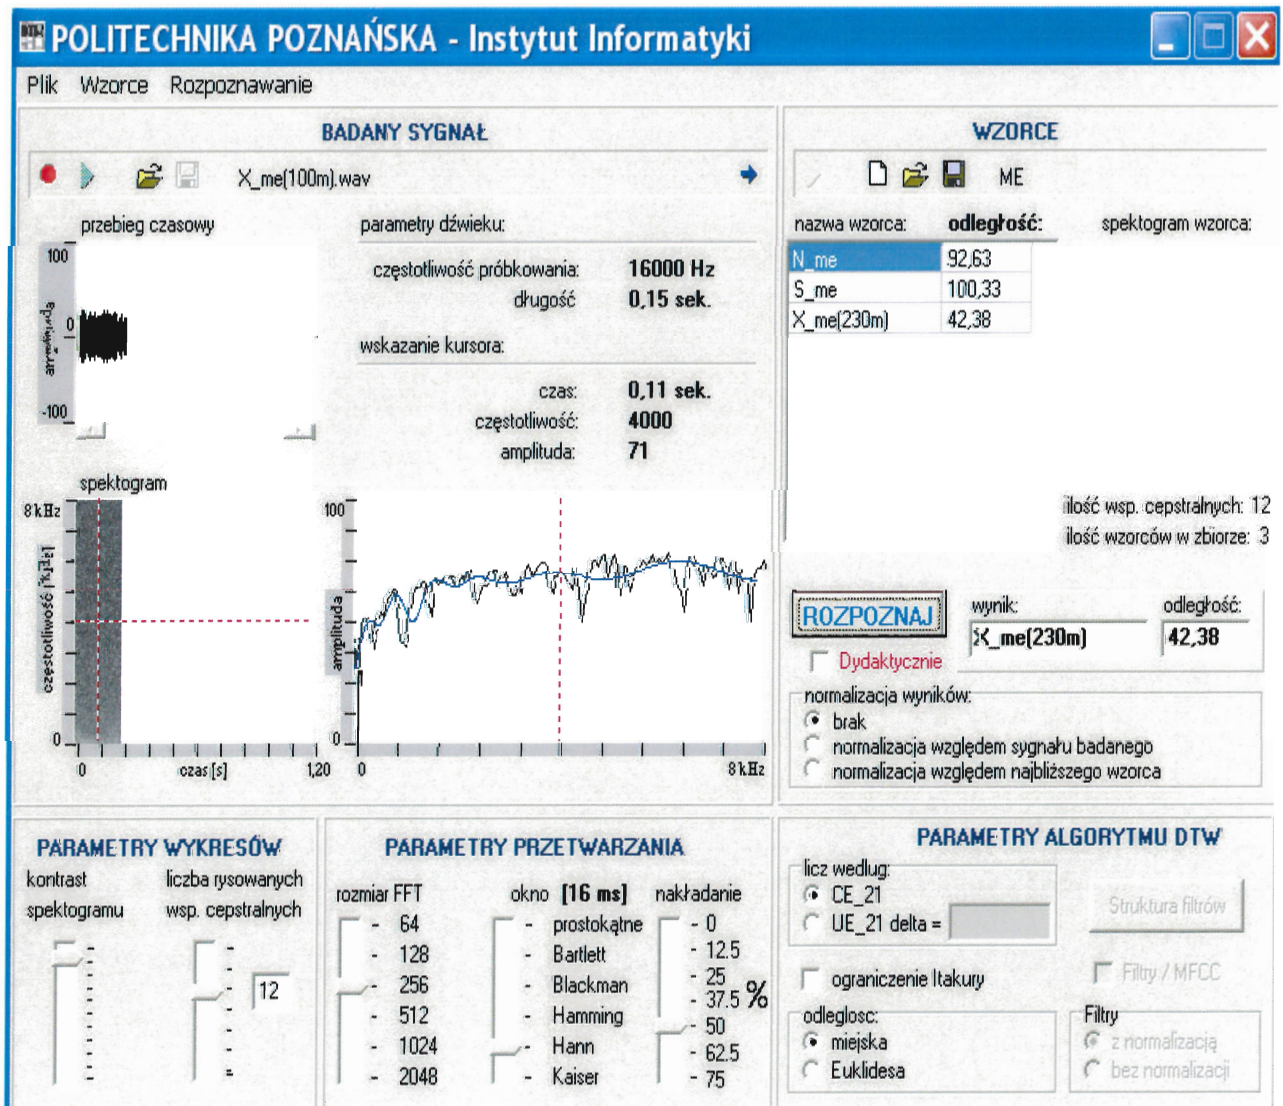 POLITECHNIKA POZNAŃSKA - Instytut Informatyki
Plik Wzorce Rozpoznawanie
BADANY SYGNAŁ
X_me(100m).wav
przebieg czasowy
100
0
-100
amplituda
parametry dźwieku:
częstotliwość próbkowania: 16000 Hz
długość 0,15 sek.
wskazanie kursora:
czas: 0,11 sek.
częstotliwość: 4000
amplituda: 71
spektogram
8kHz
częstotliwość [kHz]
0
0 czas[s] 1,20
100
amplituda
0
0 8kHz
WZORCE
ME
nazwa wzorca: odległość: spektogram wzorca:
N_me 92,63
S_me 100,33
X_me(230m) 42,38
ilość wsp. cepstralnych: 12
ilość wzorców w zbiorze: 3
ROZPOZNAJ
wynik: odległość:
X_me(230m) 42,38
Dydaktycznie
normalizacja wyników:
brak
normalizacja względem sygnału badanego
normalizacja względem najbliższego wzorca
PARAMETRY WYKRESÓW
kontrast spektogramu
liczba rysowanych wsp. cepstralnych
12
PARAMETRY PRZETWARZANIA
rozmiar FFT
64
128
256
512
1024
2048
okno [16 ms]
prostokątne
Bartlett
Blackman
Hamming
Hann
Kaiser
nakładanie
0
12.5
25
37.5 %
50
62.5
75
PARAMETRY ALGORYTMU DTW
licz wedlug:
CE_21
UE_21 delta =
Struktura filtrów
ograniczenie Itakury
Filtry / MFCC
odleglosc:
miejska
Euklidesa
Filtry
z normalizacją
bez normalizacji